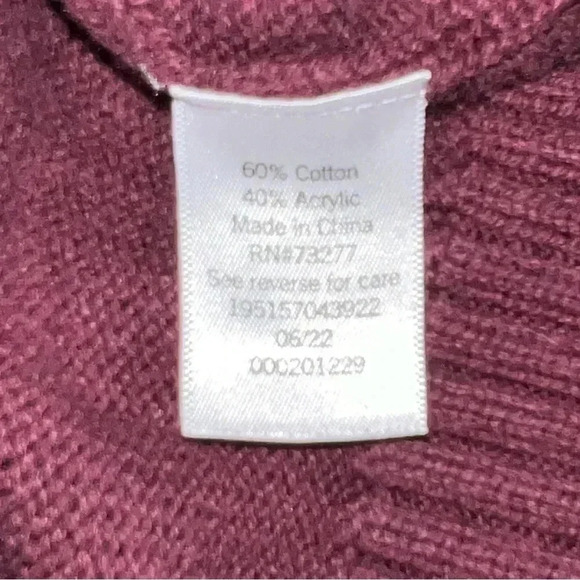 60% Cotton
40% Acrylic
Made in China
RN#73277
See reverse for care
195157043922
06/22
000201229